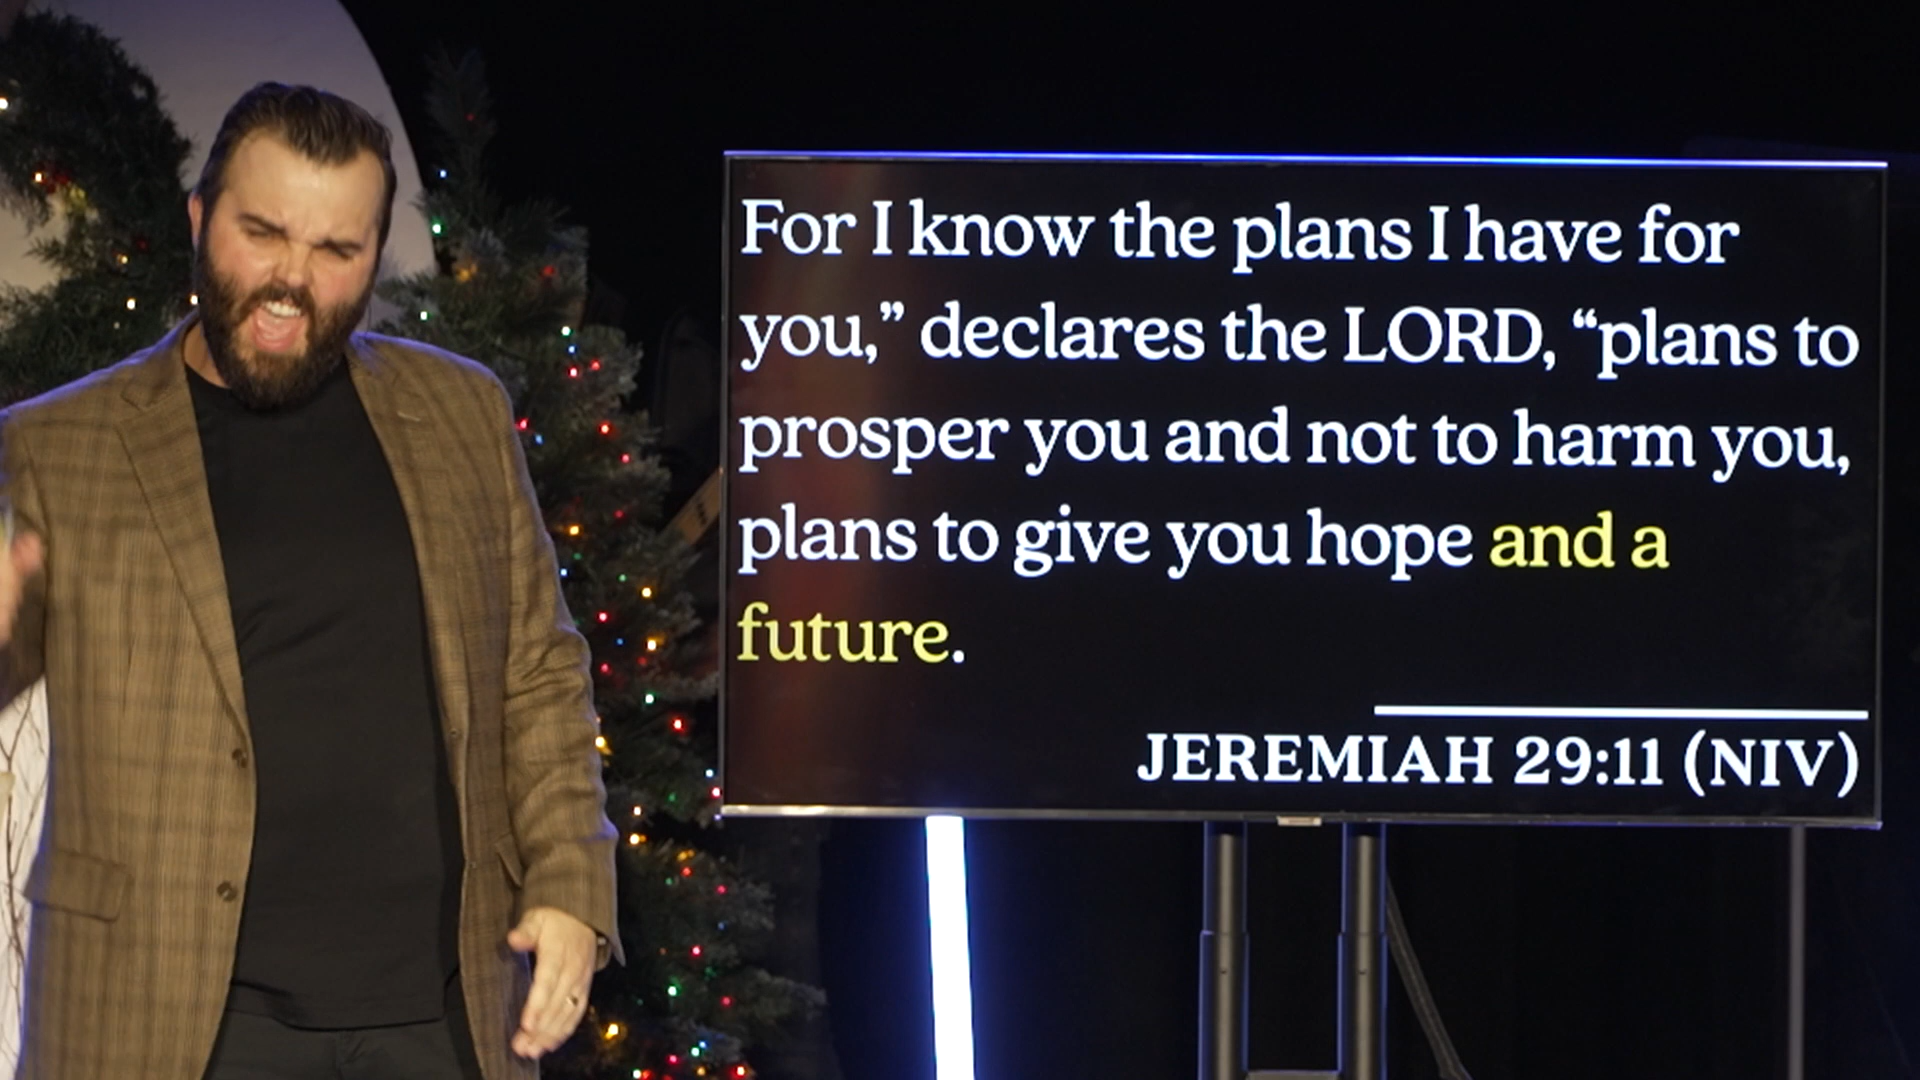 For I know the plans I have for
you,” declares the LORD, “plans to
prosper you and not to harm you,
plans to give you hope and a
future.
JEREMIAH 29:11 (NIV)